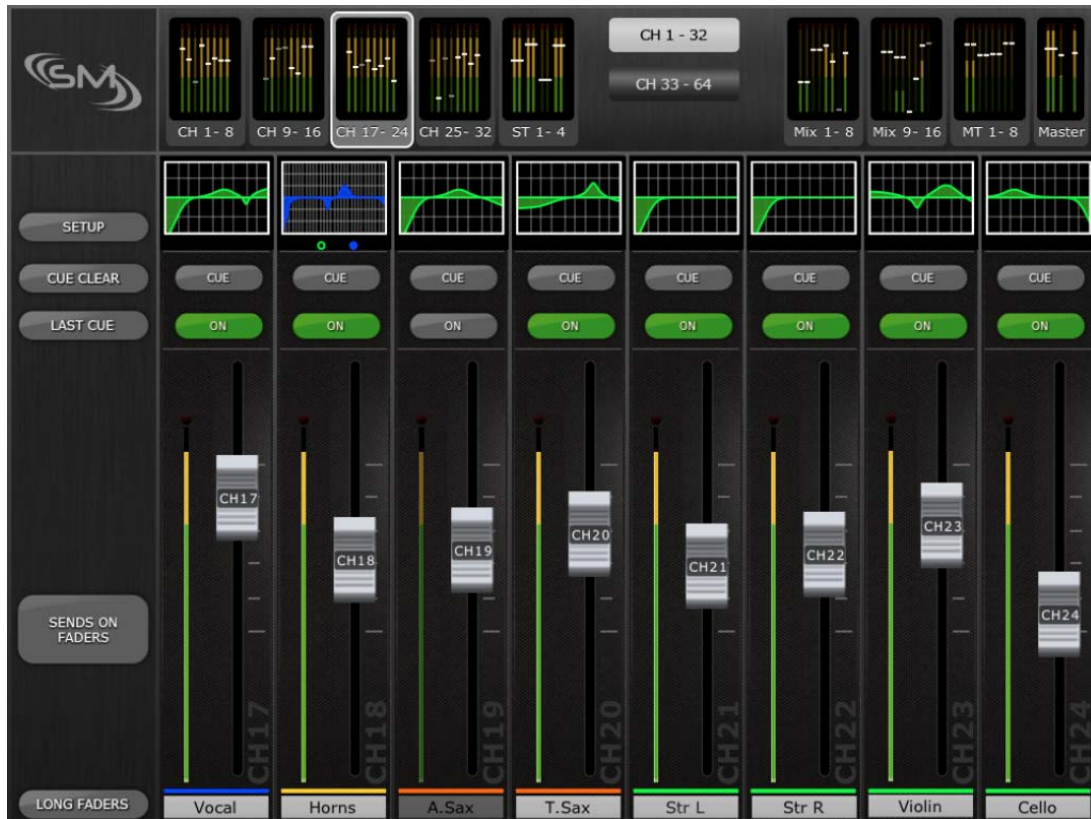 SM
CH 1 - 32
CH 33 - 64
CH 1- 8 CH 9- 16 CH 17- 24 CH 25- 32 ST 1- 4 Mix 1- 8 Mix 9- 16 MT 1- 8 Master
SETUP
CUE CLEAR CUE CUE CUE CUE CUE CUE CUE CUE
LAST CUE ON ON ON ON ON ON ON ON
CH17 CH18 CH19 CH20 CH21 CH22 CH23 CH24
SENDS ON
FADERS
CH17 CH18 CH19 CH20 CH21 CH22 CH23 CH24
LONG FADERS Vocal Horns A.Sax T.Sax Str L Str R Violin Cello